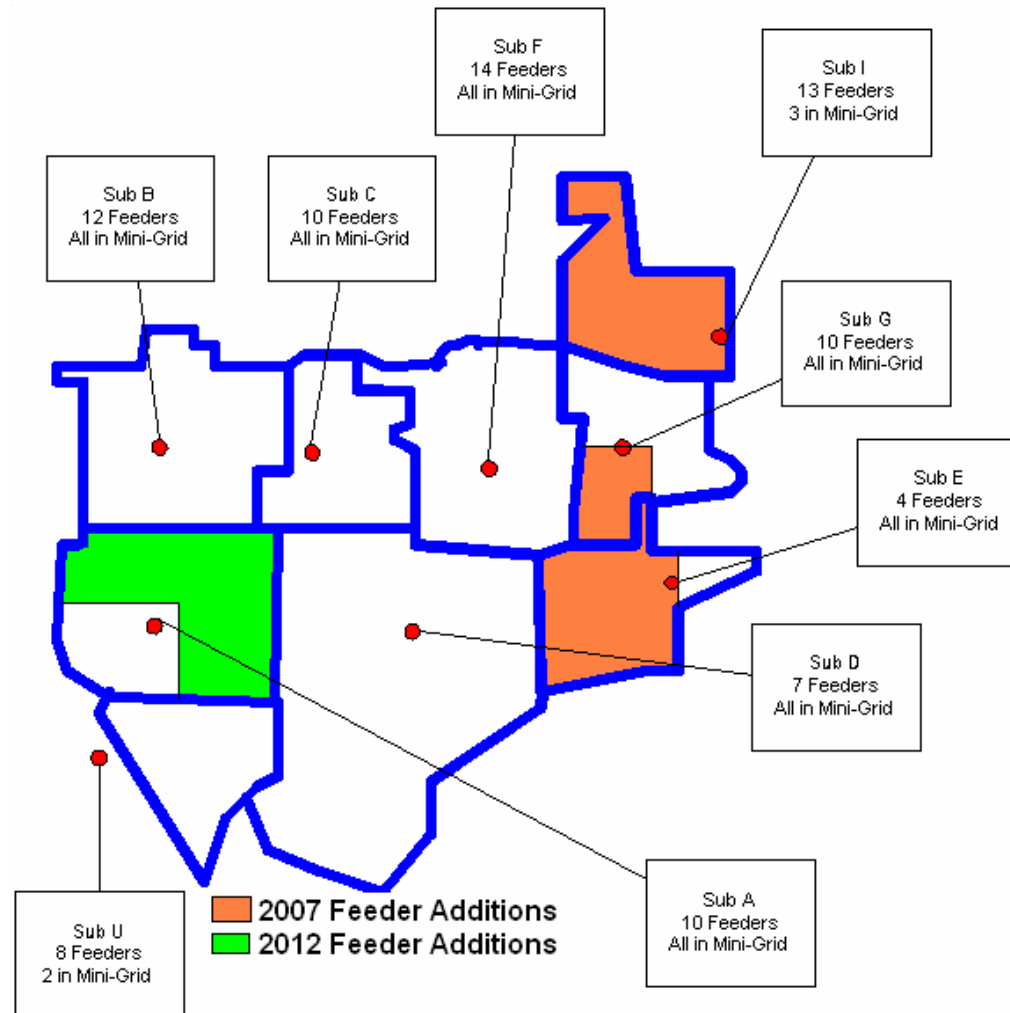 Sub F
14 Feeders
All in Mini-Grid
Sub I
13 Feeders
3 in Mini-Grid
Sub B
12 Feeders
All in Mini-Grid
Sub C
10 Feeders
All in Mini-Grid
Sub G
10 Feeders
All in Mini-Grid
Sub E
4 Feeders
All in Mini-Grid
Sub D
7 Feeders
All in Mini-Grid
Sub A
10 Feeders
All in Mini-Grid
Sub U
8 Feeders
2 in Mini-Grid
2007 Feeder Additions
2012 Feeder Additions